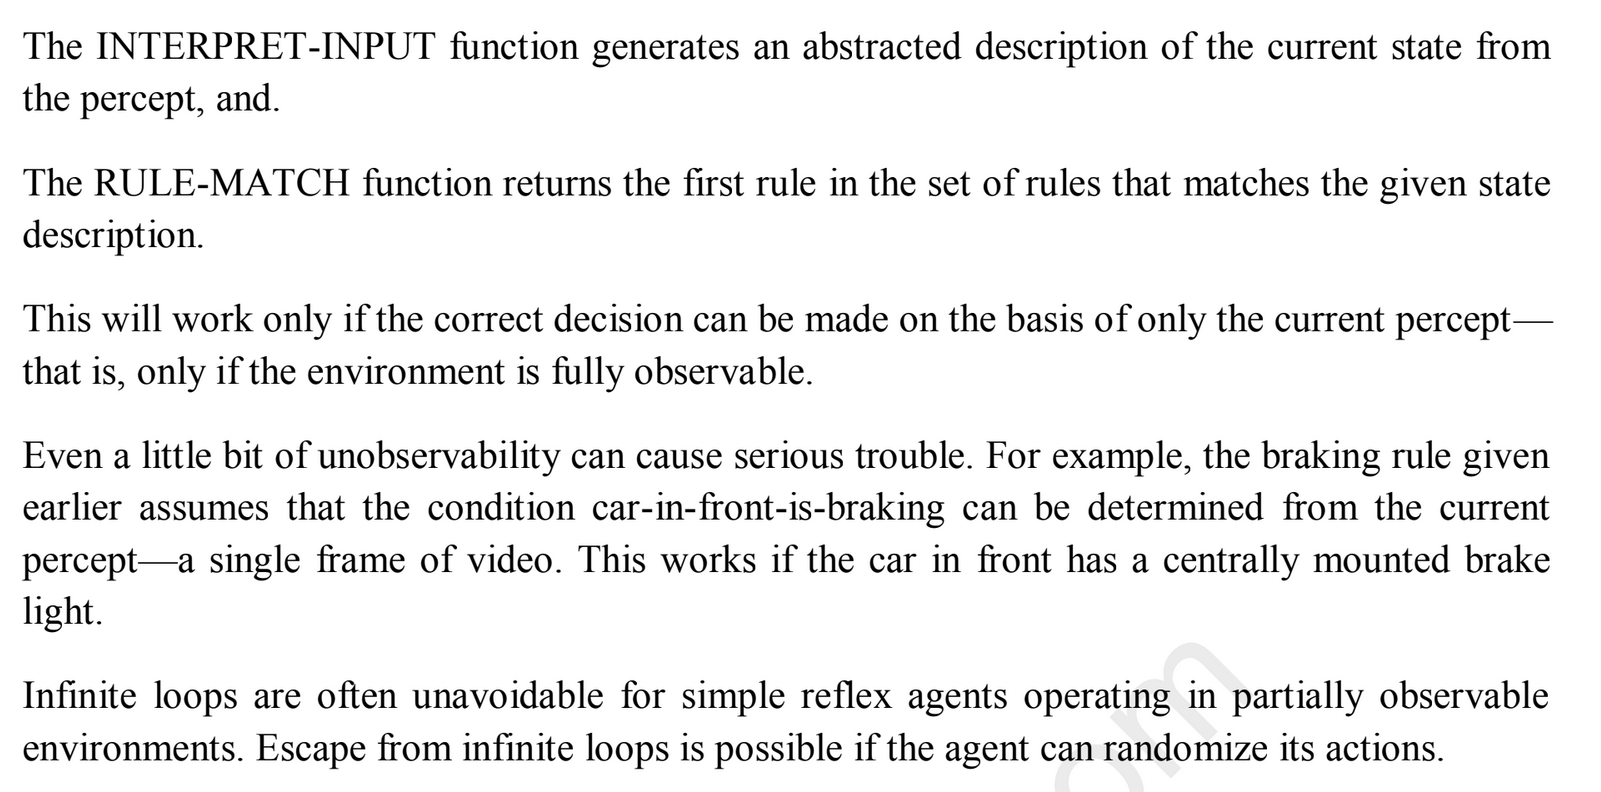 The INTERPRET-INPUT function generates an abstracted description of the current state from
the percept, and.
The RULE-MATCH function returns the first rule in the set of rules that matches the given state
description.
This will work only if the correct decision can be made on the basis of only the current percept—
that is, only if the environment is fully observable.
Even a little bit of unobservability can cause serious trouble. For example, the braking rule given
earlier assumes that the condition car-in-front-is-braking can be determined from the current
percept—a single frame of video. This works if the car in front has a centrally mounted brake
light.
Infinite loops are often unavoidable for simple reflex agents operating in partially observable
environments. Escape from infinite loops is possible if the agent can randomize its actions.
om